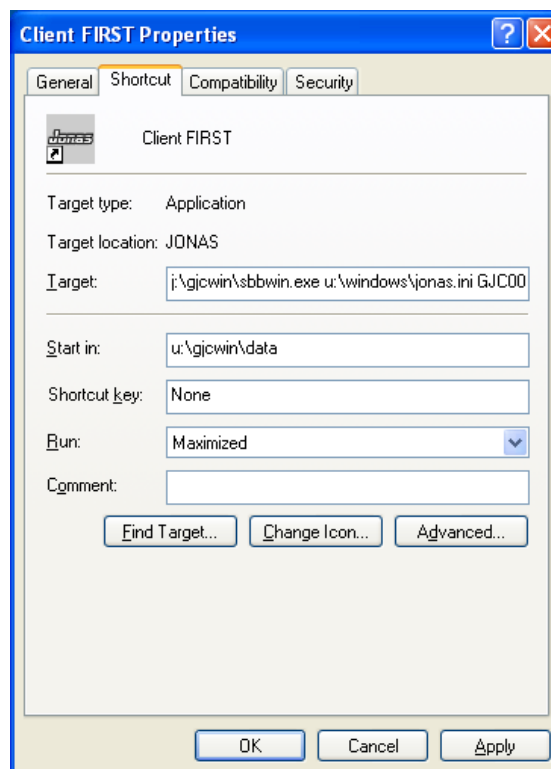 Client FIRST Properties
General Shortcut Compatibility Security
Jonas Client FIRST
Target type: Application
Target location: JONAS
Target: j:\gjcwin\sbbwin.exe u:\windows\jonas.ini GJC00
Start in: u:\gjcwin\data
Shortcut key: None
Run: Maximized
Comment:
Find Target... Change Icon... Advanced...
OK Cancel Apply